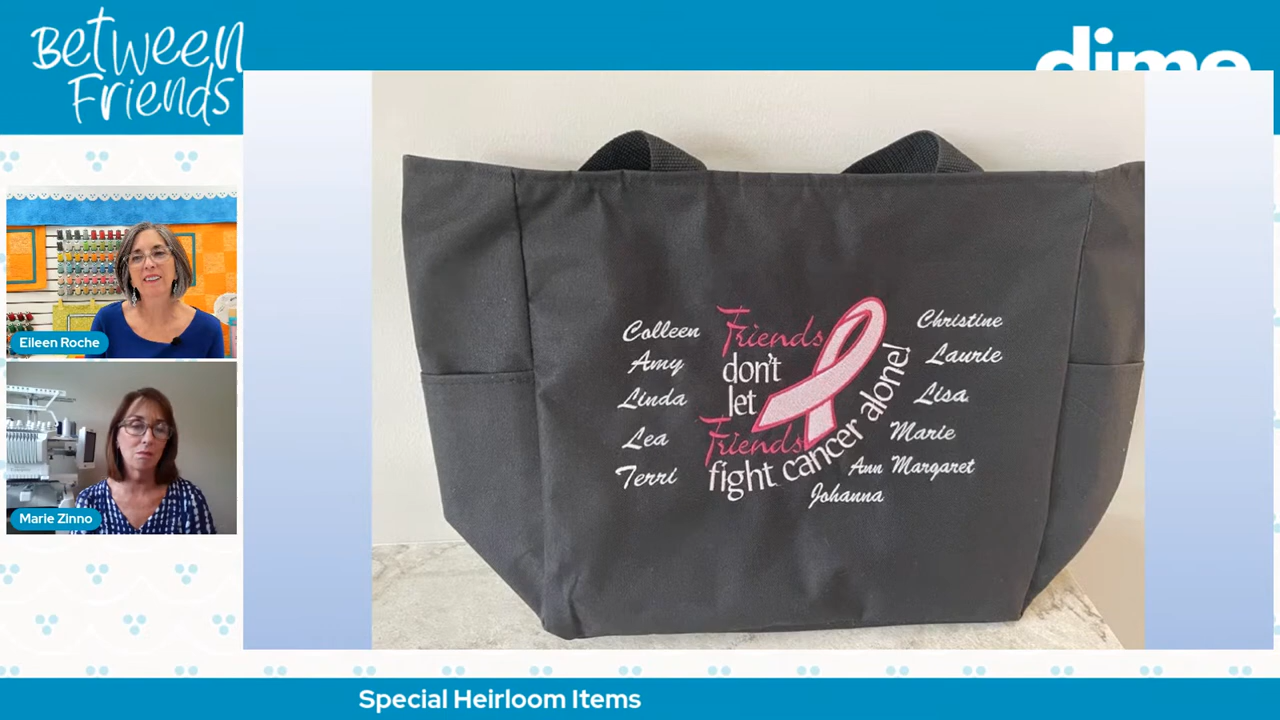 Between
Friends
dime
Eileen Roche
Marie Zinno
Colleen
Amy
Linda
Lea
Terri
Friends
don't
let
Friends
fight cancer alone!
Christine
Laurie
Lisa
Marie
Ann Margaret
Johanna
Special Heirloom Items